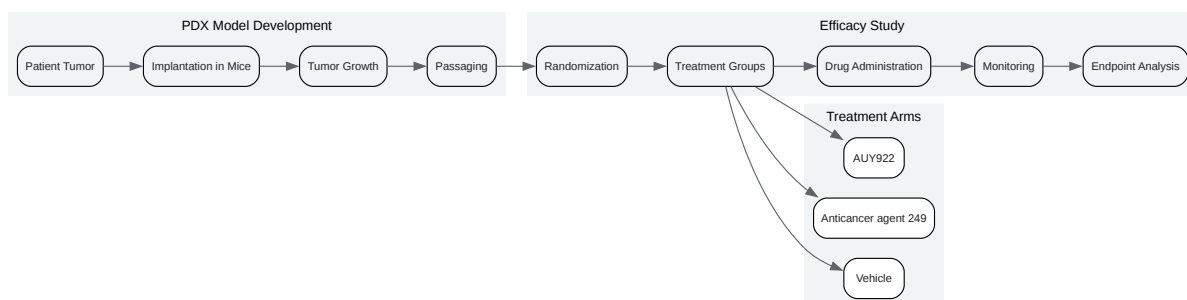 PDX Model Development
Patient Tumor
Implantation in Mice
Tumor Growth
Passaging
Efficacy Study
Randomization
Treatment Groups
Drug Administration
Monitoring
Endpoint Analysis
Treatment Arms
AUY922
Anticancer agent 249
Vehicle